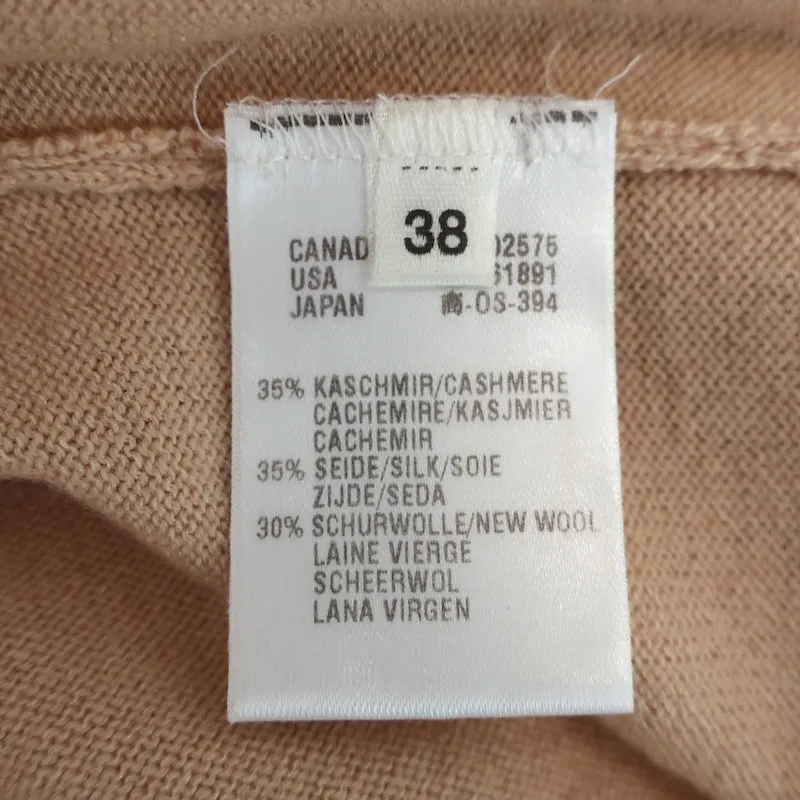 38
CANAD 02575
USA 61891
JAPAN 商-OS-394
35% KASCHMIR/CASHMERE
CACHEMIRE/KASJMIER
CACHEMIR
35% SEIDE/SILK/SOIE
ZIJDE/SEDA
30% SCHURWOLLE/NEW WOOL
LAINE VIERGE
SCHEERWOL
LANA VIRGEN